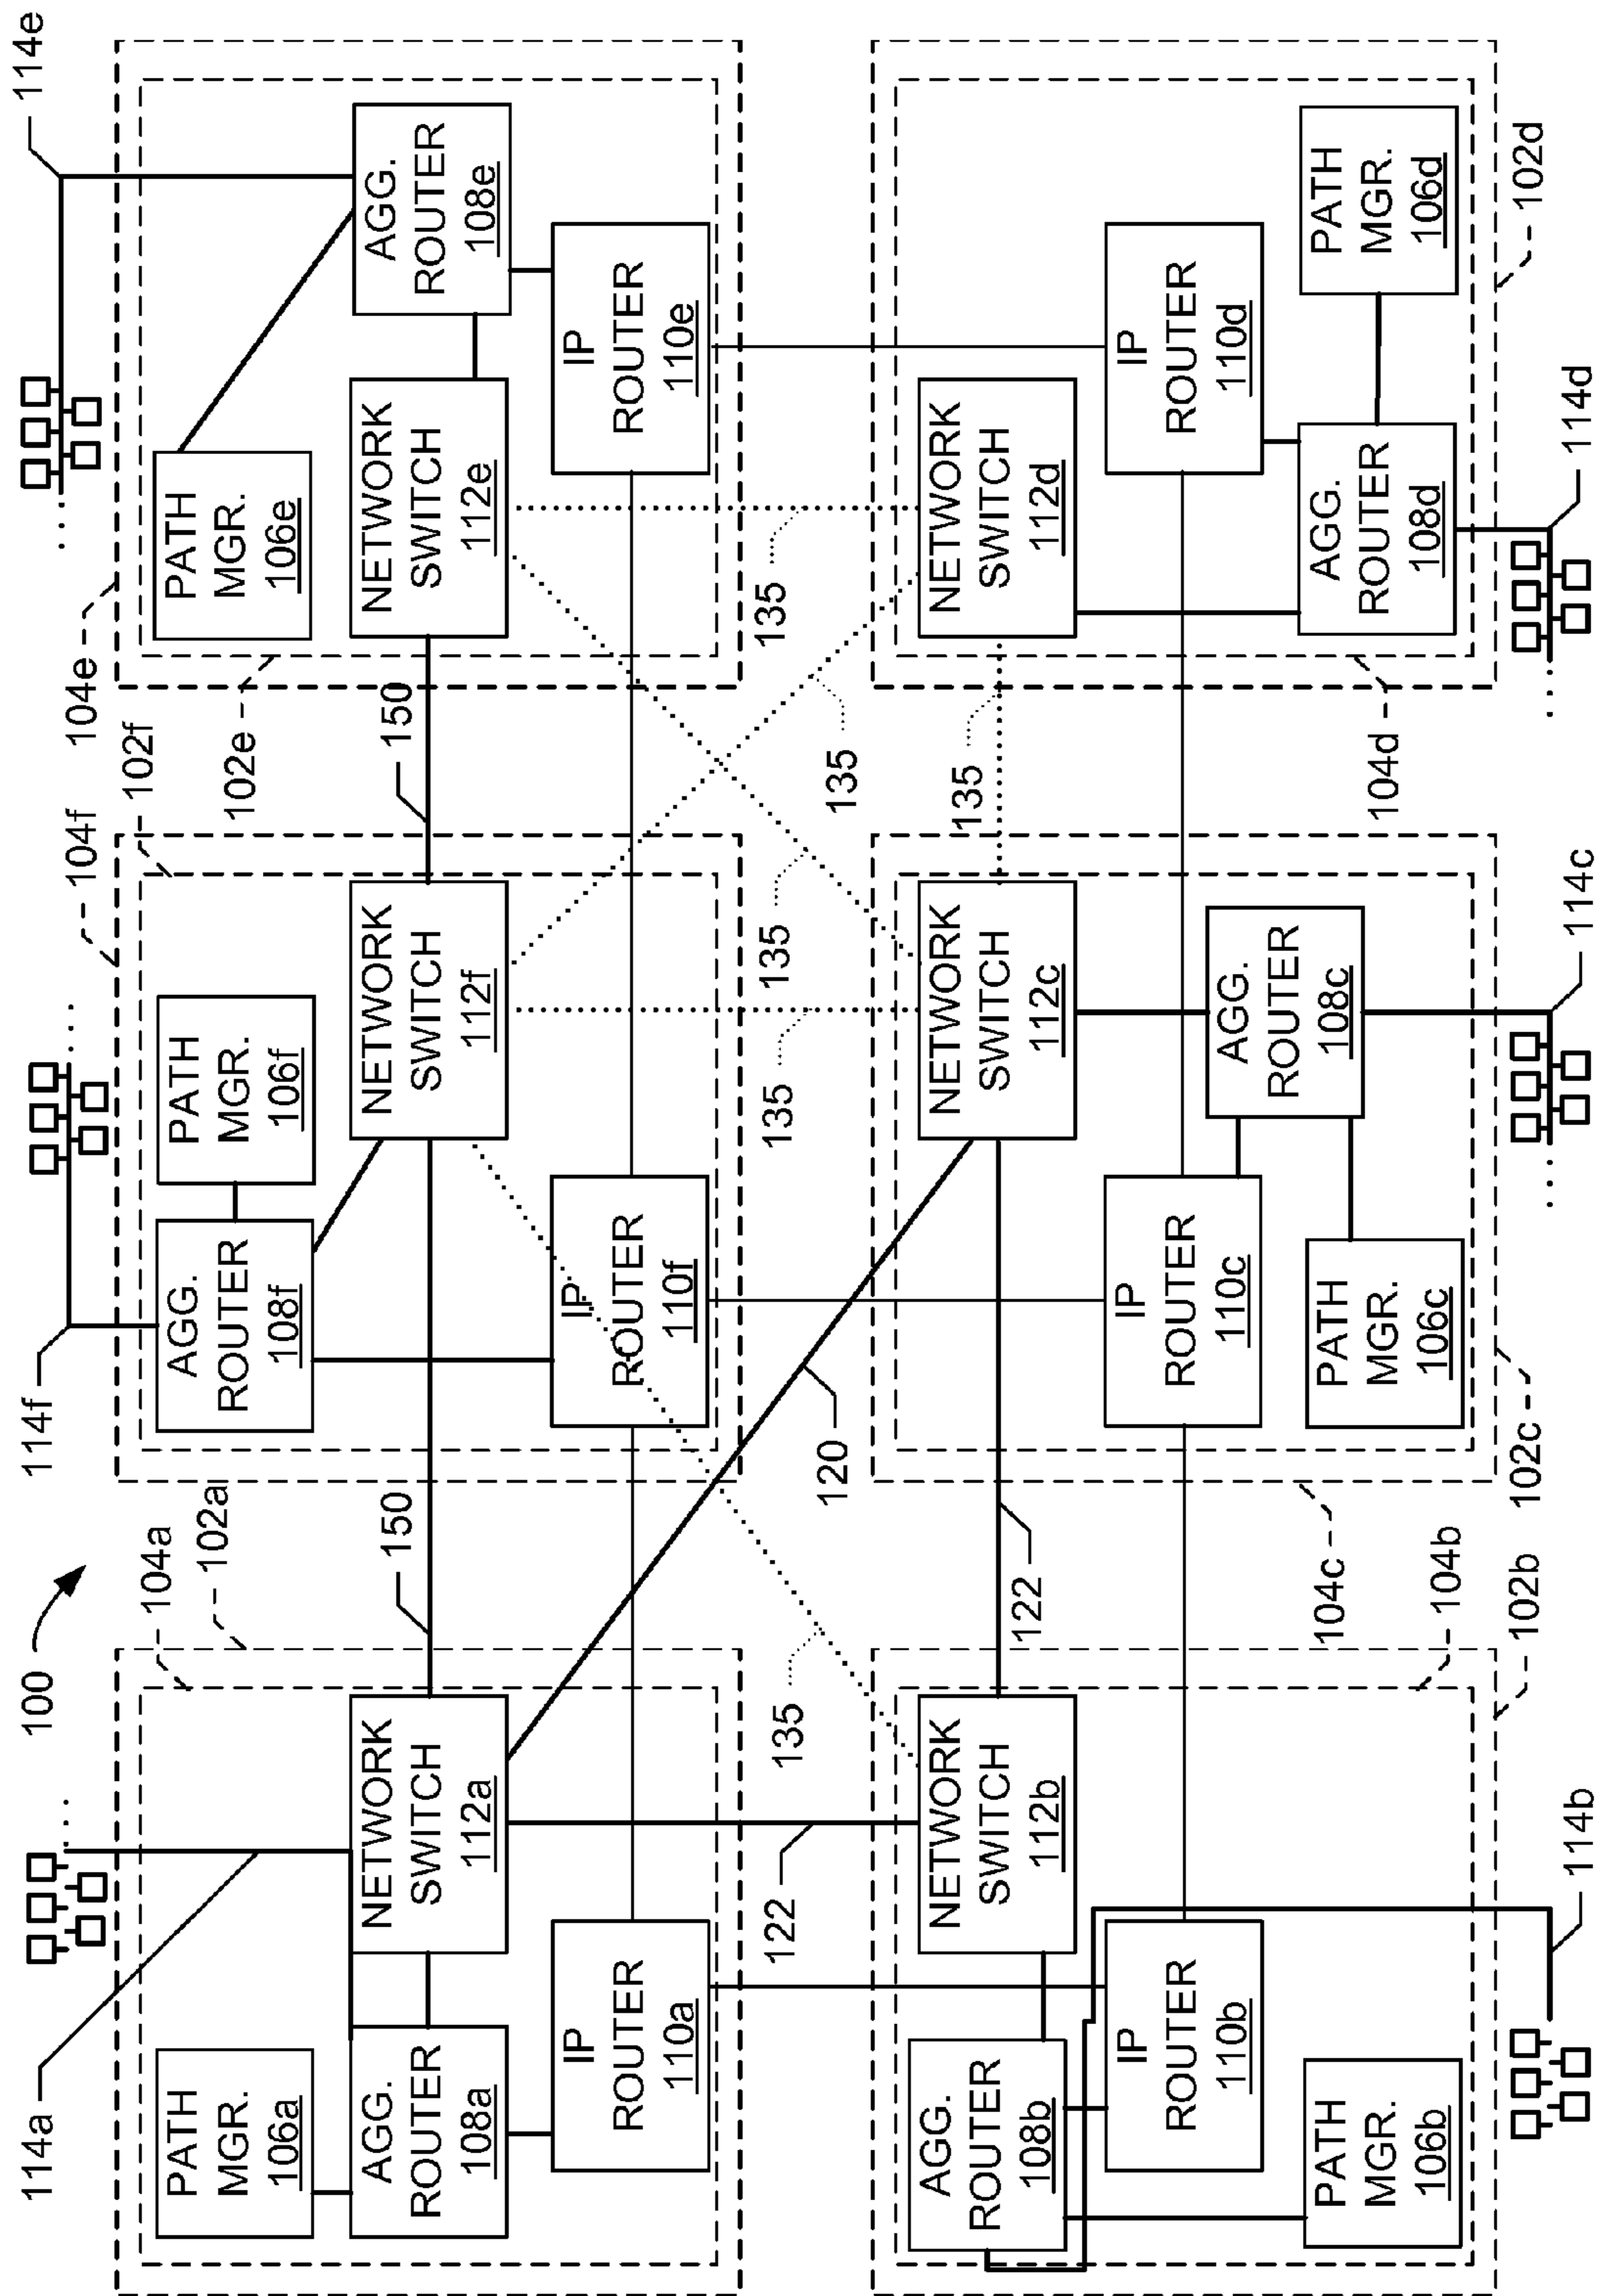 100
114a
104a
102a
PATH
MGR.
106a
AGG.
ROUTER
108a
NETWORK
SWITCH
112a
IP
ROUTER
110a
150
114f
104f
102f
AGG.
ROUTER
108f
PATH
MGR.
106f
NETWORK
SWITCH
112f
IP
ROUTER
110f
150
114e
104e
102e
PATH
MGR.
106e
NETWORK
SWITCH
112e
AGG.
ROUTER
108e
IP
ROUTER
110e
122
135
120
135
135
135
135
135
AGG.
ROUTER
108b
NETWORK
SWITCH
112b
IP
ROUTER
110b
PATH
MGR.
106b
114b
104b
102b
122
NETWORK
SWITCH
112c
AGG.
ROUTER
108c
IP
ROUTER
110c
PATH
MGR.
106c
104c
102c
114c
NETWORK
SWITCH
112d
IP
ROUTER
110d
AGG.
ROUTER
108d
PATH
MGR.
106d
104d
114d
102d